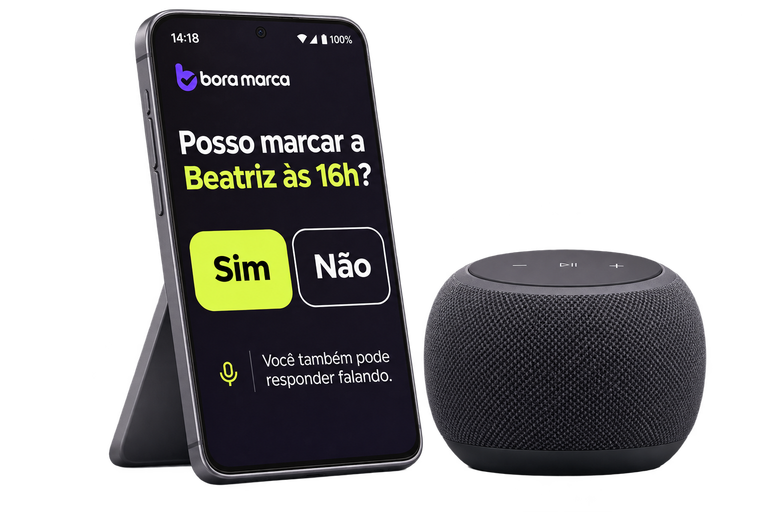 14:18
100%
bora marca
Posso marcar a
Beatriz às 16h?
Sim
Não
Você também pode
responder falando.